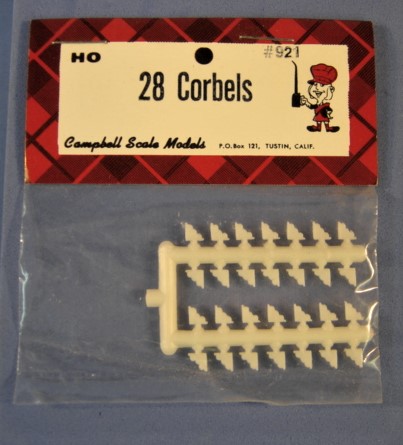 HO
#921
28 Corbels
Campbell Scale Models
P.O. Box 121, TUSTIN, CALIF.